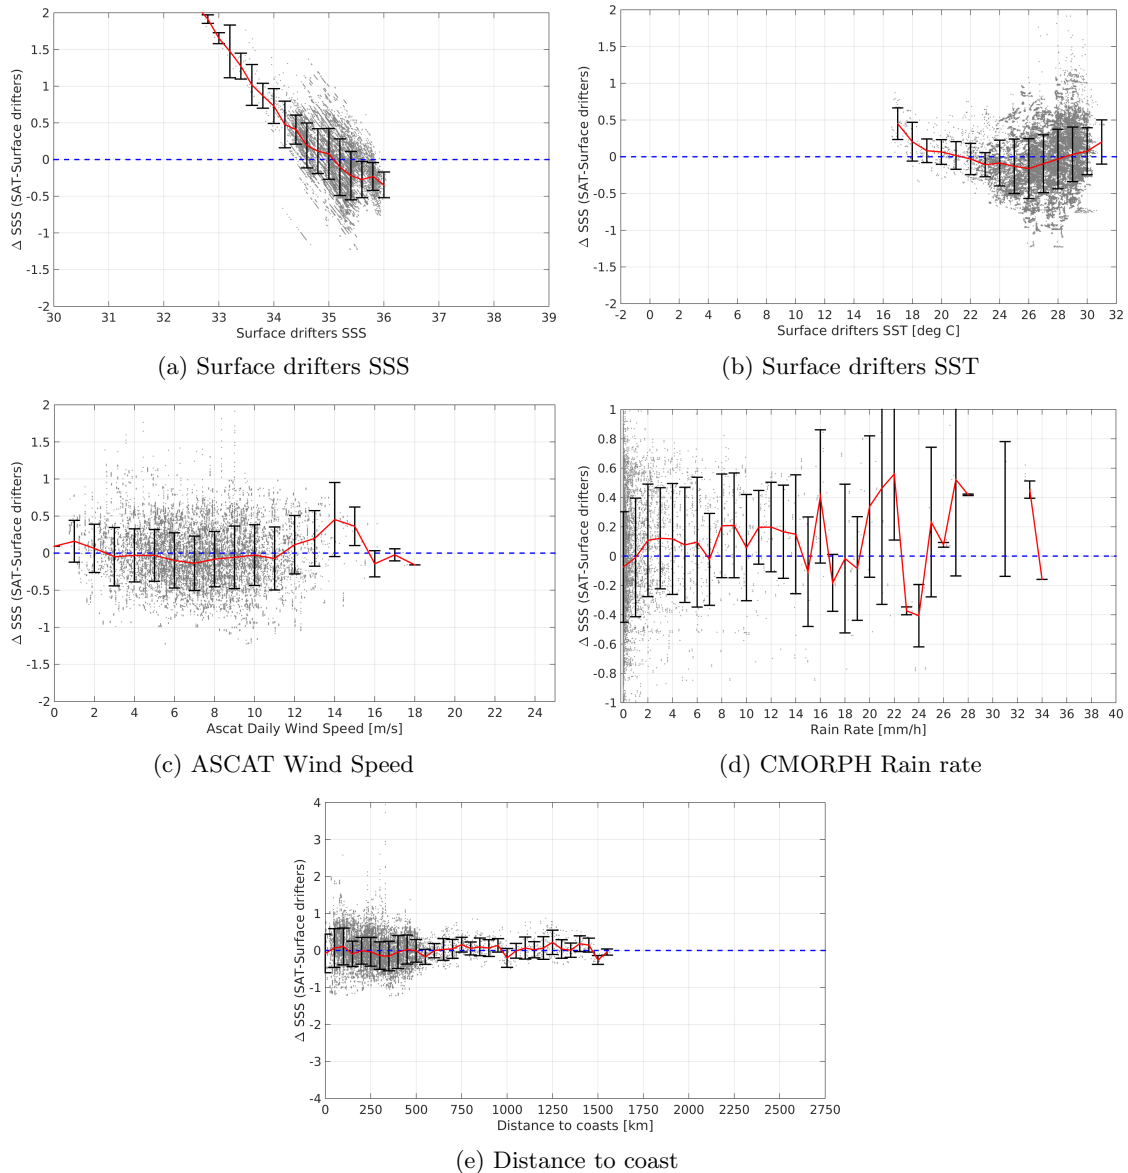 2
1.5
1
0.5
0
-0.5
-1
-1.5
-2
Δ SSS (SAT-Surface drifters)
30 31 32 33 34 35 36 37 38 39
Surface drifters SSS
(a) Surface drifters SSS
2
1.5
1
0.5
0
-0.5
-1
-1.5
-2
Δ SSS (SAT-Surface drifters)
-2 0 2 4 6 8 10 12 14 16 18 20 22 24 26 28 30 32
Surface drifters SST [deg C]
(b) Surface drifters SST
2
1.5
1
0.5
0
-0.5
-1
-1.5
-2
Δ SSS (SAT-Surface drifters)
0 2 4 6 8 10 12 14 16 18 20 22 24
Ascat Daily Wind Speed [m/s]
(c) ASCAT Wind Speed
1
0.8
0.6
0.4
0.2
0
-0.2
-0.4
-0.6
-0.8
-1
Δ SSS (SAT-Surface drifters)
0 2 4 6 8 10 12 14 16 18 20 22 24 26 28 30 32 34 36 38 40
Rain Rate [mm/h]
(d) CMORPH Rain rate
4
3
2
1
0
-1
-2
-3
-4
Δ SSS (SAT-Surface drifters)
0 250 500 750 1000 1250 1500 1750 2000 2250 2500 2750
Distance to coasts [km]
(e) Distance to coast